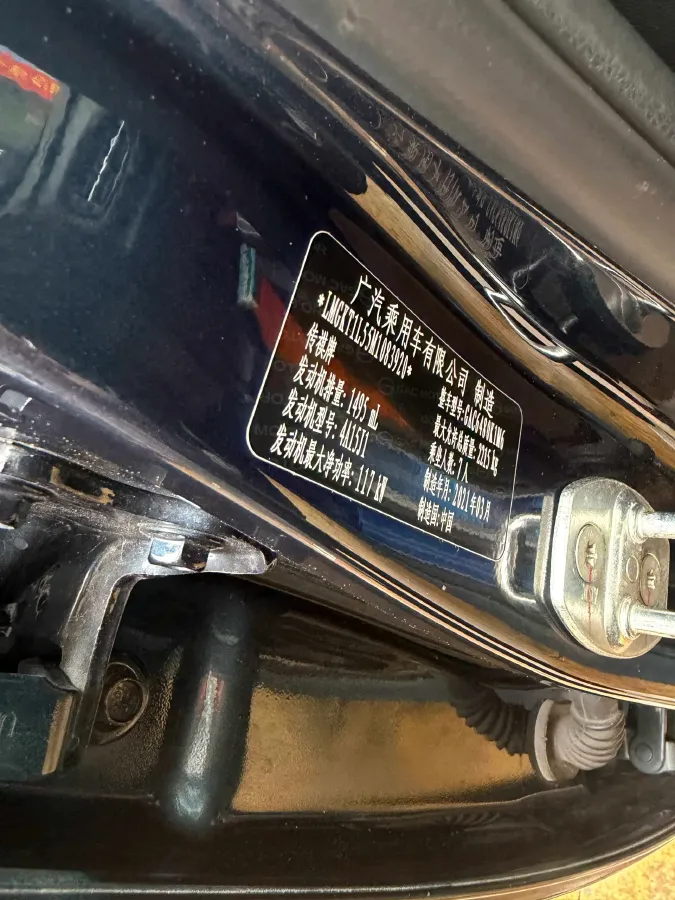 广汽乘用车有限公司 制造
*LMGKT1L55M1083920*
传祺牌
整车型号:GAC6480K1M6
发动机排量: 1495 mL
最大允许总质量: 2215 kg
发动机型号: 4A15J1
乘坐人数: 7人
发动机最大净功率: 117 kW
制造年月: 2021年03月
制造国:中国